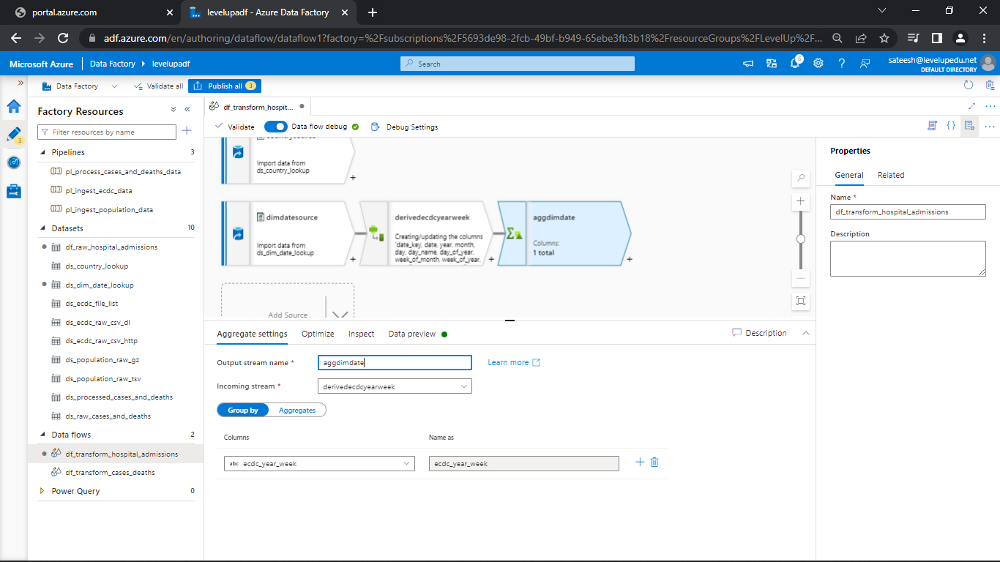 portal.azure.com
levelupadf - Azure Data Factory
adf.azure.com/en/authoring/dataflow/dataflow1?factory=%2Fsubscriptions%2F5693de98-2fcb-49bf-b949-65ebe3fb3b18%2FresourceGroups%2FLevelUp%2F...
Microsoft Azure
Data Factory
levelupadf
Search
6
sateesh@levelupedu.net
DEFAULT DIRECTORY
Data Factory
Validate all
Publish all 3
3
Factory Resources
Filter resources by name
Pipelines 3
pl_process_cases_and_deaths_data
pl_ingest_ecdc_data
pl_ingest_population_data
Datasets 10
df_raw_hospital_admissions
ds_country_lookup
ds_dim_date_lookup
ds_ecdc_file_list
ds_ecdc_raw_csv_dl
ds_ecdc_raw_csv_http
ds_population_raw_gz
ds_population_raw_tsv
ds_processed_cases_and_deaths
ds_raw_cases_and_deaths
Data flows 2
df_transform_hospital_admissions
df_transform_cases_deaths
Power Query 0
df_transform_hospit...
Validate
Data flow debug
Debug Settings
countrysource
Import data from
ds_country_lookup
dimdatesource
Import data from
ds_dim_date_lookup
derivedecdcyearweek
Creating/updating the columns
'date_key, date, year, month,
day, day_name, day_of_year,
week_of_month, week_of_year,
aggdimdate
Columns:
1 total
Add Source
Aggregate settings
Optimize
Inspect
Data preview
Description
Output stream name *
aggdimdate
Learn more
Incoming stream *
derivedecdcyearweek
Group by
Aggregates
Columns
Name as
abc ecdc_year_week
ecdc_year_week
Properties
General
Related
Name *
df_transform_hospital_admissions
Description